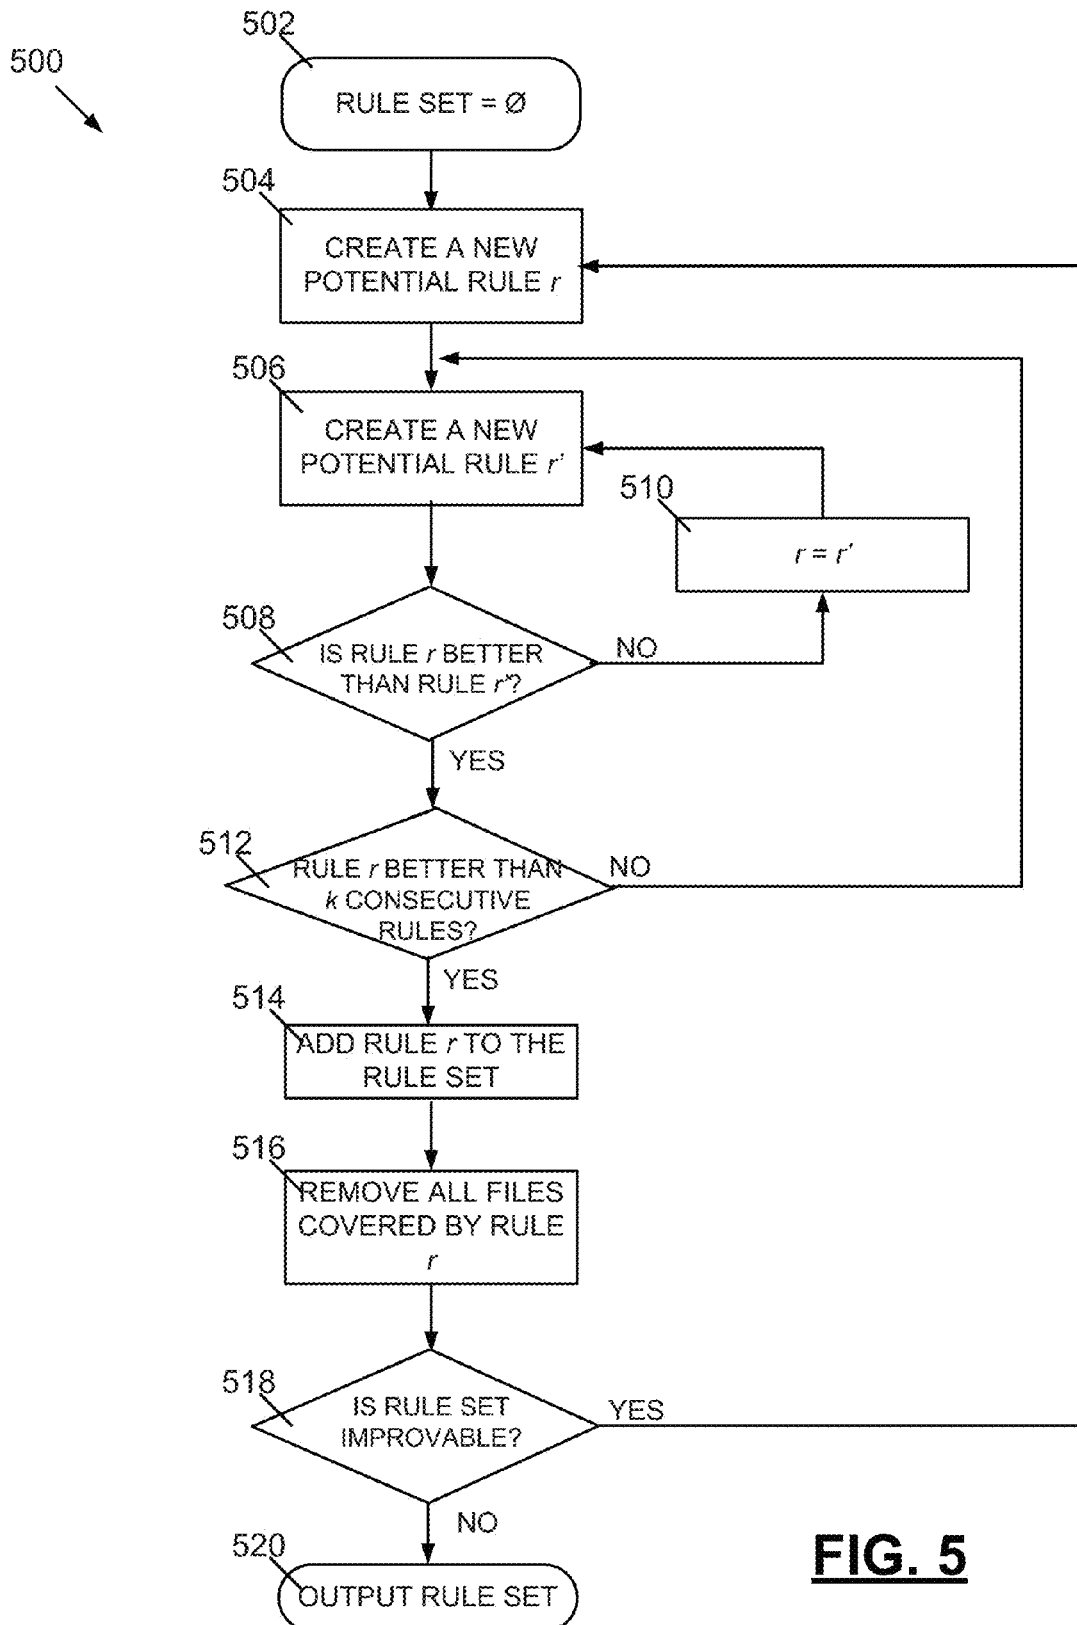 502
500
RULE SET = Ø
504
CREATE A NEW
POTENTIAL RULE r
506
CREATE A NEW
POTENTIAL RULE r'
510
r = r'
508
IS RULE r BETTER
THAN RULE r'?
NO
YES
512
RULE r BETTER THAN
k CONSECUTIVE
RULES?
NO
YES
514
ADD RULE r TO THE
RULE SET
516
REMOVE ALL FILES
COVERED BY RULE
r
518
IS RULE SET
IMPROVABLE?
YES
NO
520
OUTPUT RULE SET
FIG. 5